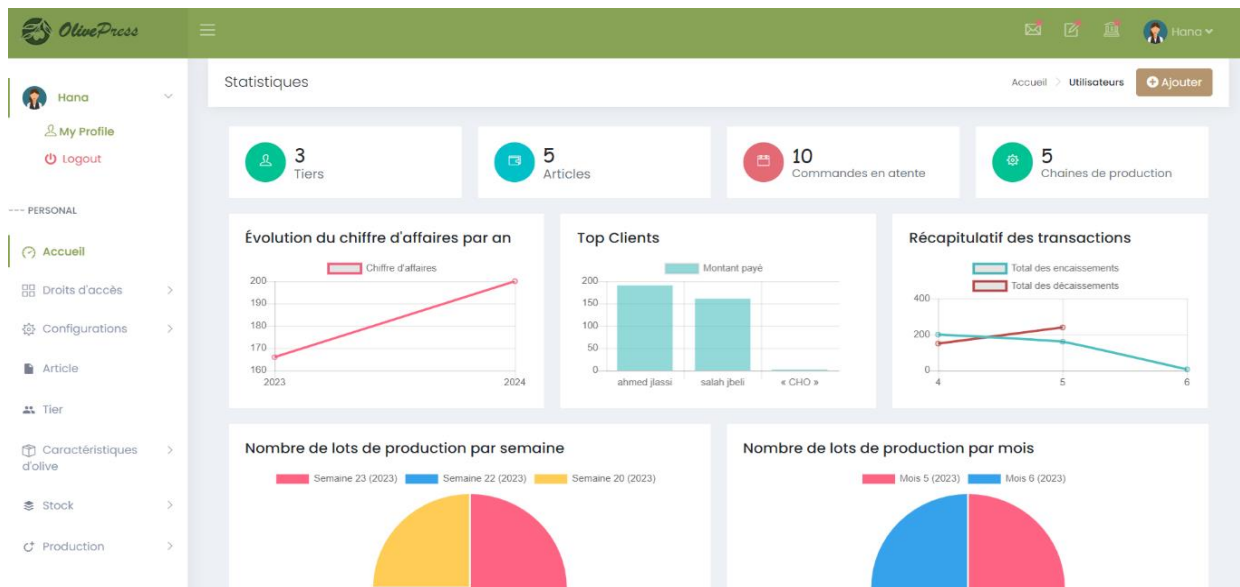 OlivePress
Hana
Statistiques
Accueil > Utilisateurs
Ajouter
Hana
My Profile
Logout
--- PERSONAL
Accueil
Droits d'accès
Configurations
Article
Tier
Caractéristiques
d'olive
Stock
Production
3
Tiers
5
Articles
10
Commandes en atente
5
Chaines de production
Évolution du chiffre d'affaires par an
Chiffre d'affaires
200
190
180
170
160
2023 2024
Top Clients
Montant payé
200
150
100
50
0
ahmed jlassi salah jbeli « CHO »
Récapitulatif des transactions
Total des encaissements
Total des décaissements
400
200
0
4 5 6
Nombre de lots de production par semaine
Semaine 23 (2023) Semaine 22 (2023) Semaine 20 (2023)
Nombre de lots de production par mois
Mois 5 (2023) Mois 6 (2023)